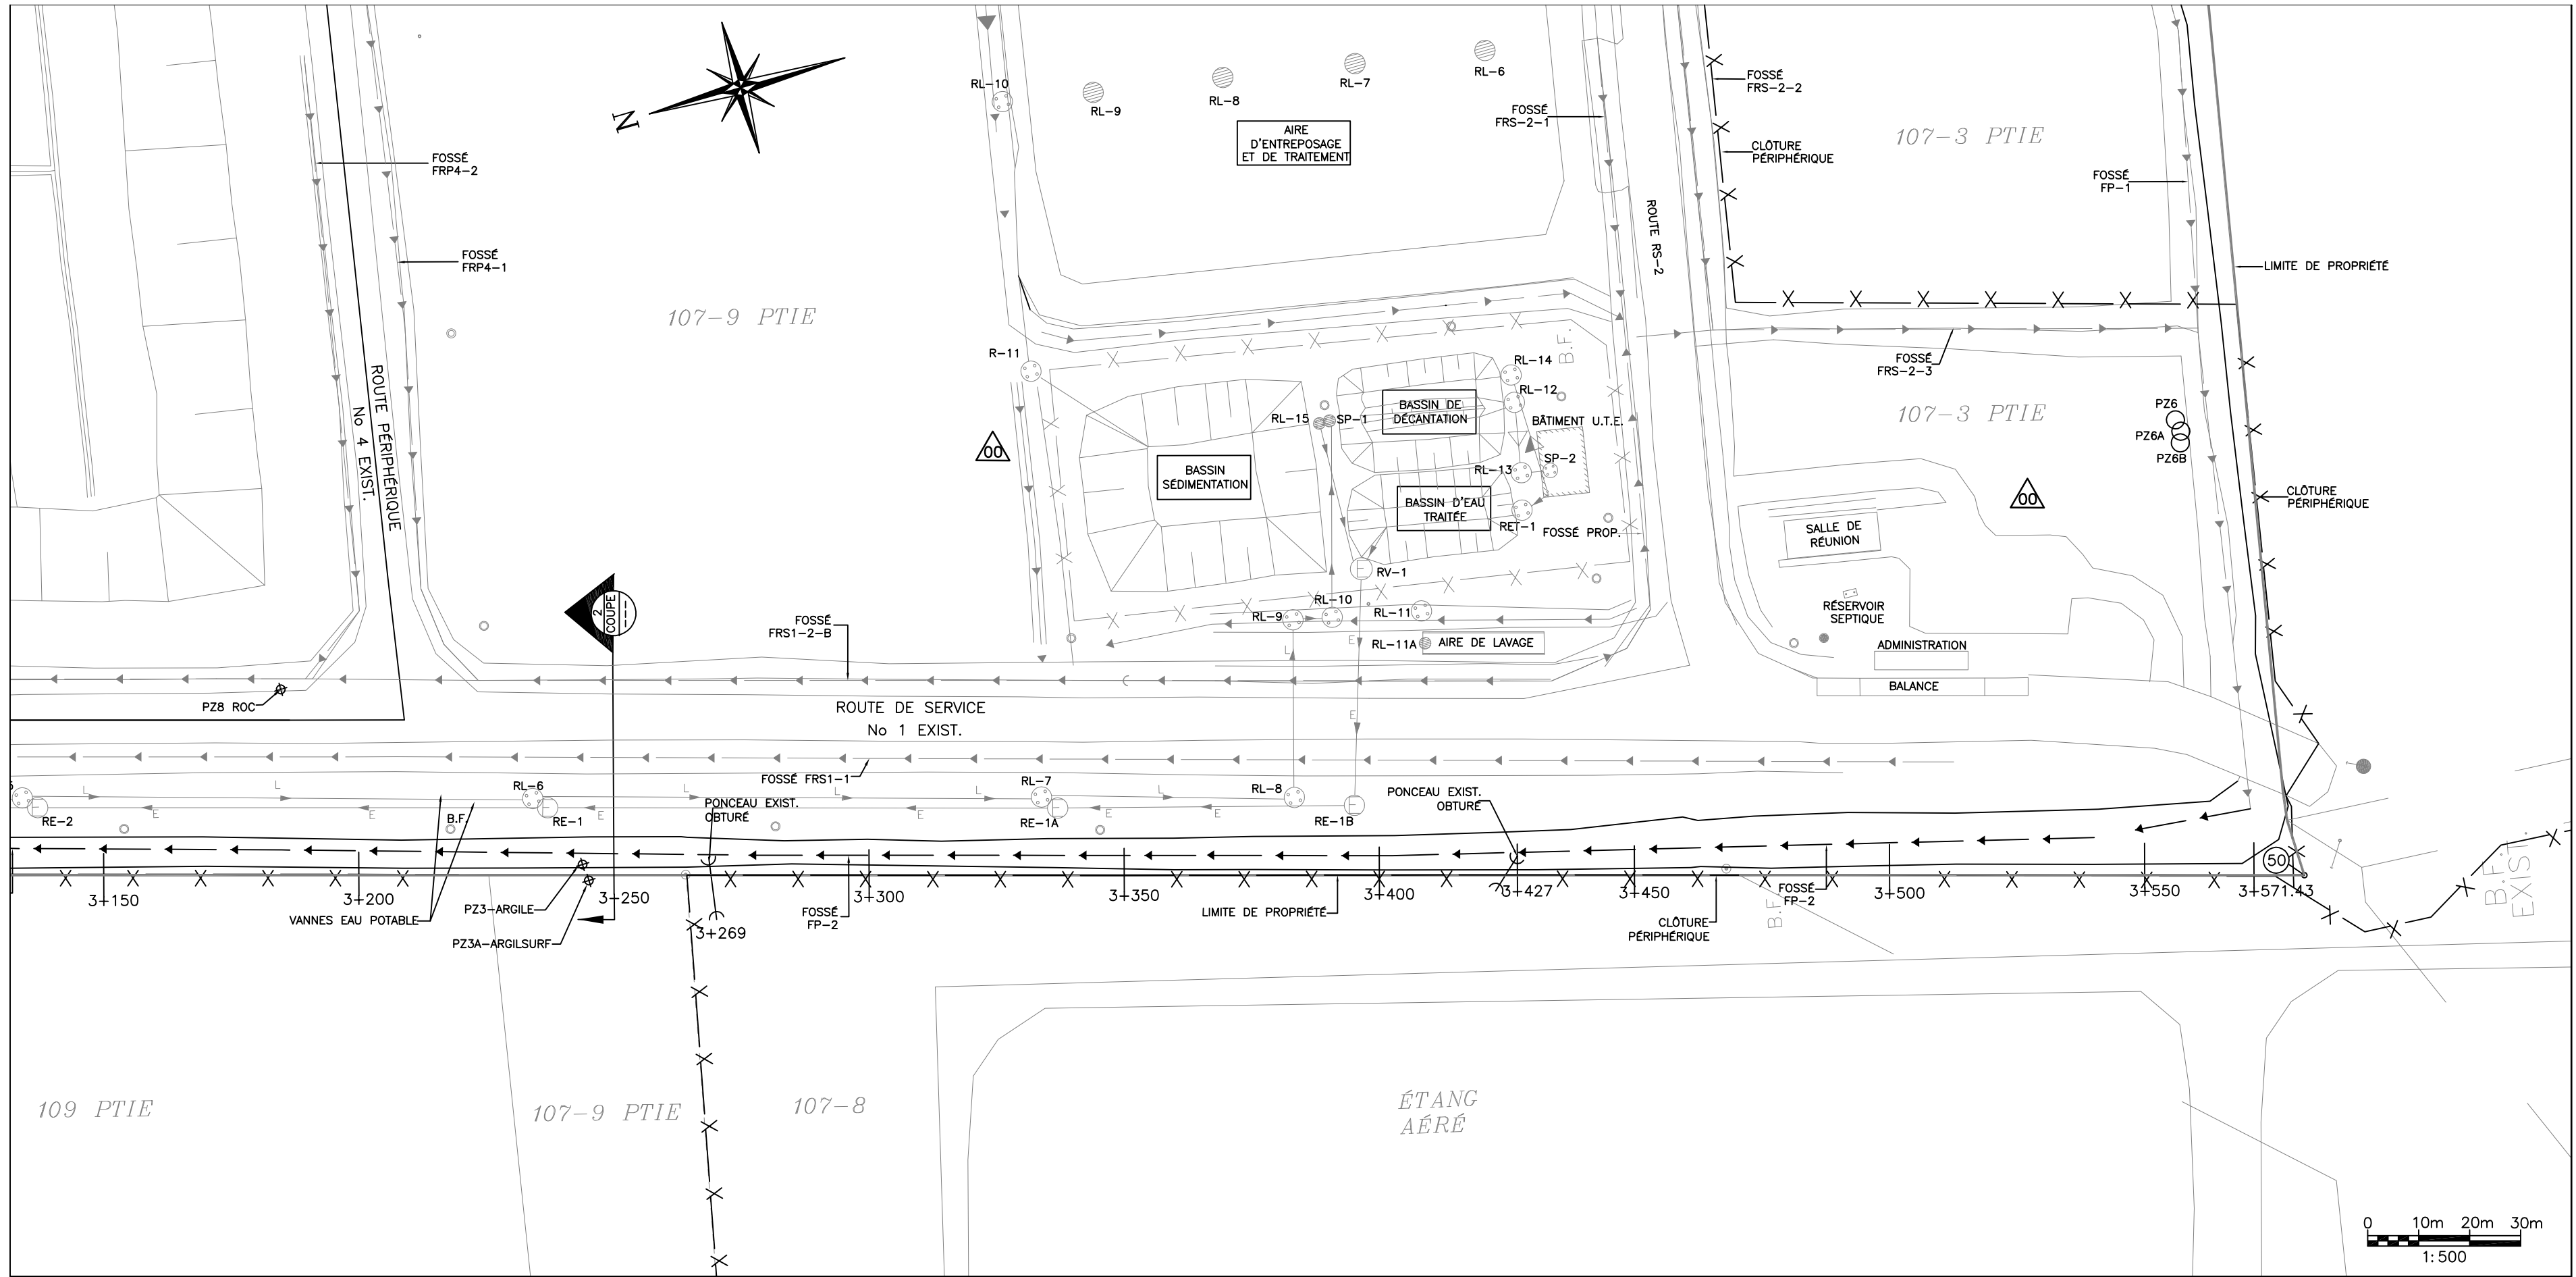 N
RL-10
RL-9
RL-8
RL-7
RL-6
AIRE
D'ENTREPOSAGE
ET DE TRAITEMENT
FOSSÉ
FRS-2-1
FOSSÉ
FRS-2-2
CLÔTURE
PÉRIPHÉRIQUE
107-3 PTIE
FOSSÉ
FP-1
LIMITE DE PROPRIÉTÉ
FOSSÉ
FRP4-2
FOSSÉ
FRP4-1
107-9 PTIE
ROUTE RS-2
ROUTE PÉRIPHÉRIQUE
No 4 EXIST.
R-11
00
RL-15
SP-1
BASSIN DE
DÉCANTATION
RL-14
RL-12
B.F.
BÂTIMENT U.T.E.
BASSIN
SÉDIMENTATION
RL-13
SP-2
BASSIN D'EAU
TRAITÉE
RET-1
FOSSÉ PROP.
RV-1
FOSSÉ
FRS-2-3
107-3 PTIE
PZ6
PZ6A
PZ6B
00
CLÔTURE
PÉRIPHÉRIQUE
SALLE DE
RÉUNION
RÉSERVOIR
SEPTIQUE
ADMINISTRATION
BALANCE
2
COUPE
FOSSÉ
FRS1-2-B
RL-9
RL-10
RL-11
RL-11A
AIRE DE LAVAGE
L
E
E
PZ8 ROC
ROUTE DE SERVICE
No 1 EXIST.
FOSSÉ FRS1-1
RL-6
RL-7
RL-8
L
L
L
L
L
L
RE-2
RE-1
RE-1A
RE-1B
E
E
E
E
E
E
B.F.
PONCEAU EXIST.
OBTURÉ
PONCEAU EXIST.
OBTURÉ
50
3+150
3+200
3+250
3+269
3+300
3+350
3+400
3+427
3+450
3+500
3+550
3+571.43
VANNES EAU POTABLE
PZ3-ARGILE
PZ3A-ARGILSURF
FOSSÉ
FP-2
LIMITE DE PROPRIÉTÉ
CLÔTURE
PÉRIPHÉRIQUE
B.F.
FOSSÉ
FP-2
B.F.
EXIST.
109 PTIE
107-9 PTIE
107-8
ÉTANG
AÉRÉ
0 10m 20m 30m
1:500